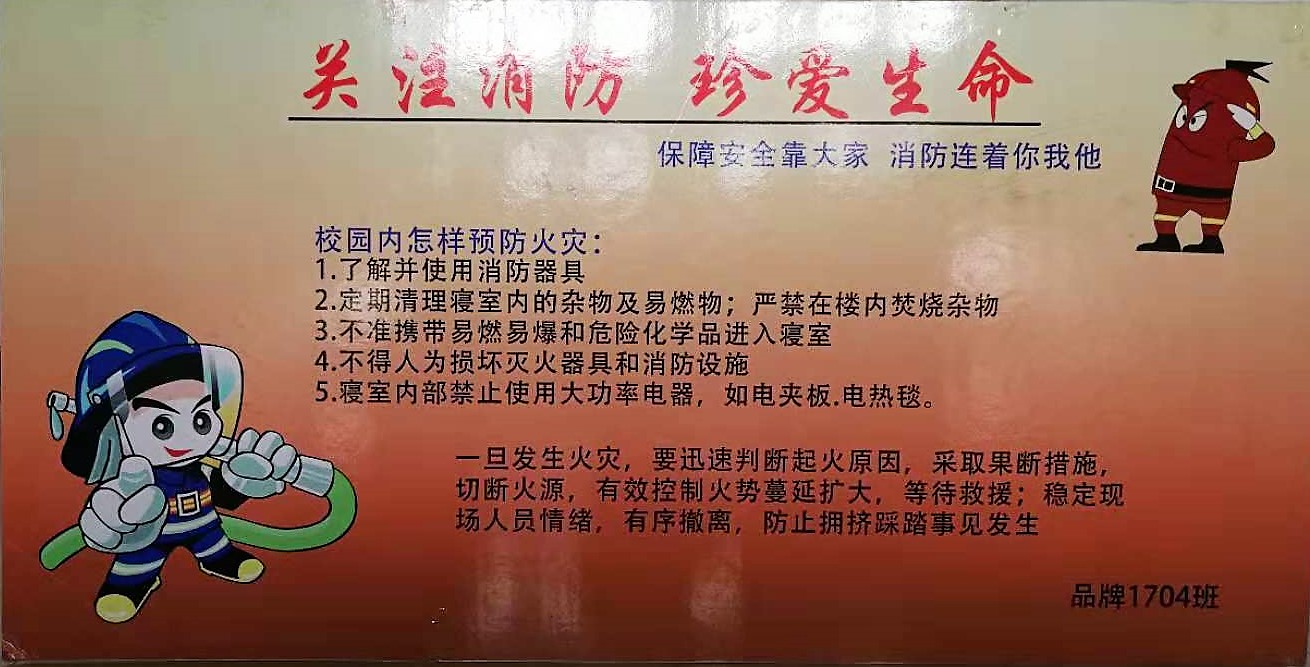 关注消防 珍爱生命
保障安全靠大家 消防连着你我他
校园内怎样预防火灾：
1.了解并使用消防器具
2.定期清理寝室内的杂物及易燃物；严禁在楼内焚烧杂物
3.不准携带易燃易爆和危险化学品进入寝室
4.不得人为损坏灭火器具和消防设施
5.寝室内部禁止使用大功率电器，如电夹板.电热毯。
一旦发生火灾，要迅速判断起火原因，采取果断措施，
切断火源，有效控制火势蔓延扩大，等待救援；稳定现
场人员情绪，有序撤离，防止拥挤踩踏事见发生
品牌1704班